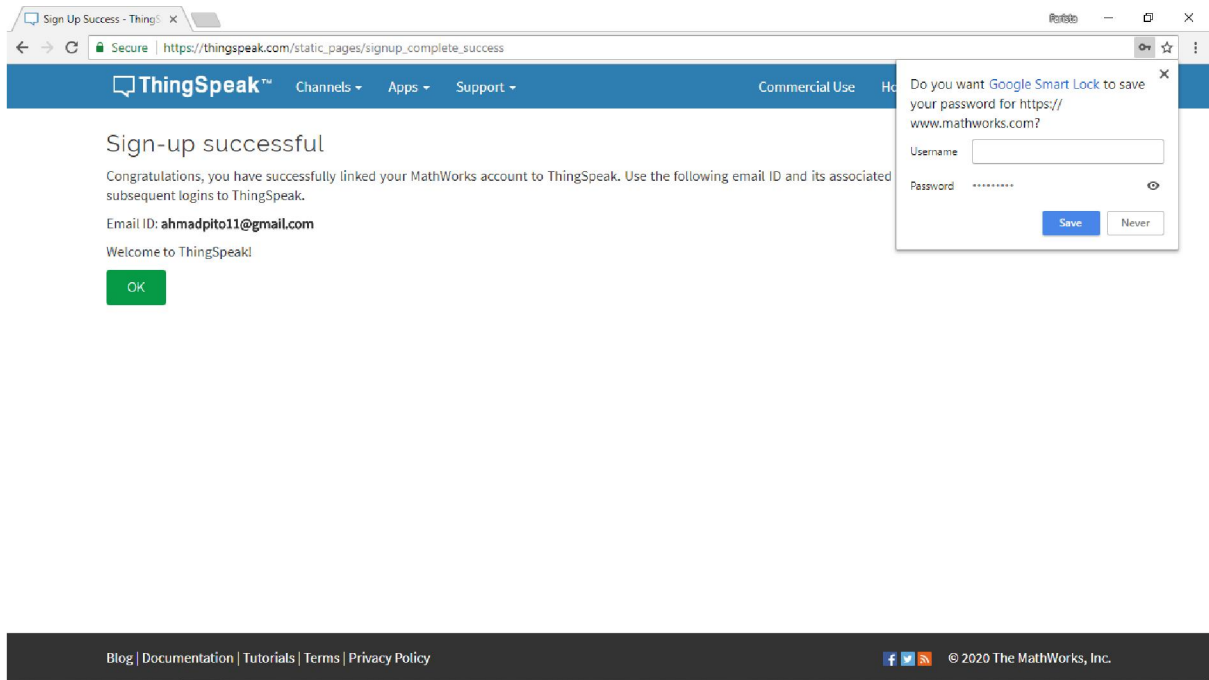 Sign Up Success - ThingS
Secure | https://thingspeak.com/static_pages/signup_complete_success
ThingSpeak™ Channels Apps Support Commercial Use Ho
Do you want Google Smart Lock to save
your password for https://
www.mathworks.com?
Username
Password ·········
Save Never
Sign-up successful
Congratulations, you have successfully linked your MathWorks account to ThingSpeak. Use the following email ID and its associated
subsequent logins to ThingSpeak.
Email ID: ahmadpito11@gmail.com
Welcome to ThingSpeak!
OK
Blog | Documentation | Tutorials | Terms | Privacy Policy
© 2020 The MathWorks, Inc.